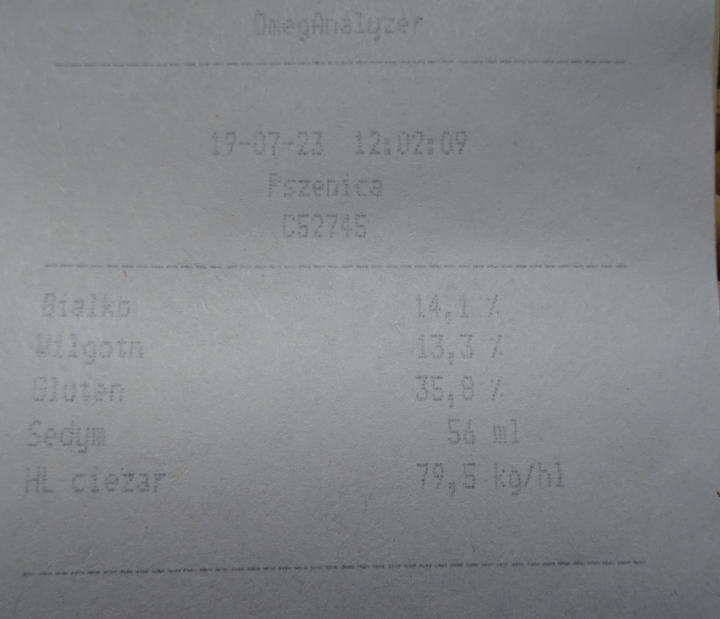 OmegAnalyzer
19-07-23 12:02:09
Pszenica
C52745
Bialko 14,1 %
Wilgotn 13,3 %
Gluten 35,8 %
Sedym 56 ml
HL ciezar 79,5 kg/hl